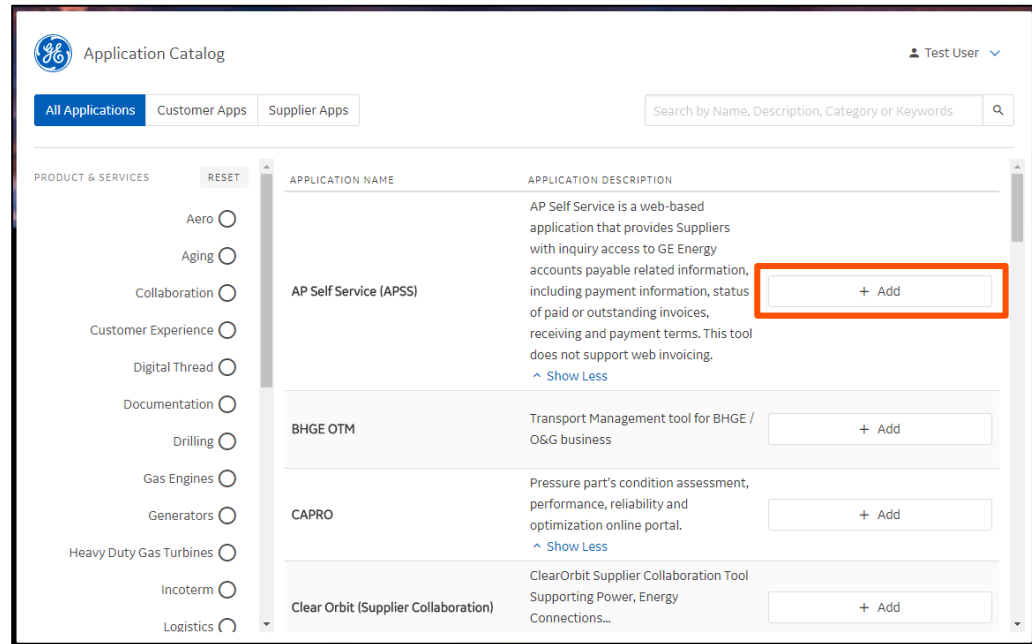 GE
Application Catalog
Test User
All Applications Customer Apps Supplier Apps
Search by Name, Description, Category or Keywords
PRODUCT & SERVICES RESET
Aero
Aging
Collaboration
Customer Experience
Digital Thread
Documentation
Drilling
Gas Engines
Generators
Heavy Duty Gas Turbines
Incoterm
Logistics
APPLICATION NAME APPLICATION DESCRIPTION
AP Self Service (APSS)
AP Self Service is a web-based
application that provides Suppliers
with inquiry access to GE Energy
accounts payable related information,
including payment information, status
of paid or outstanding invoices,
receiving and payment terms. This tool
does not support web invoicing.
^ Show Less
+ Add
BHGE OTM
Transport Management tool for BHGE /
O&G business
+ Add
CAPRO
Pressure part's condition assessment,
performance, reliability and
optimization online portal.
^ Show Less
+ Add
Clear Orbit (Supplier Collaboration)
ClearOrbit Supplier Collaboration Tool
Supporting Power, Energy
Connections...
+ Add